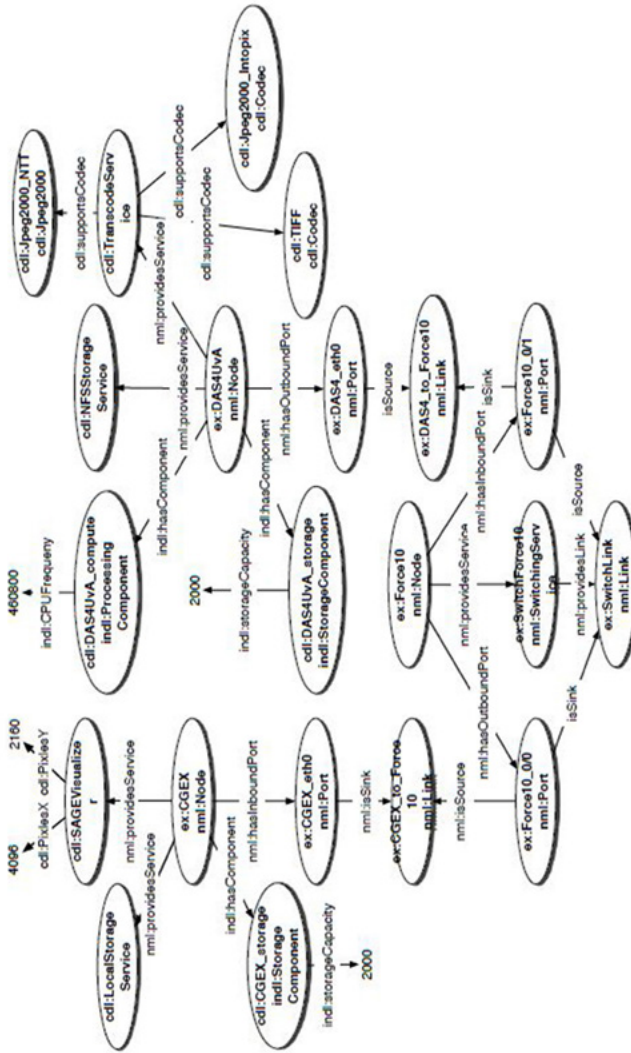 4096
2160
cdl:PixlesX
cdl:PixlesY
cdl:SAGEVisualize
r
cdl:LocalStorage
Service
nml:providesService
nml:providesService
ex:CGEX
nml:Node
indl:hasComponent
nml:hasInboundPort
cdl:CGEX_storage
indl:Storage
Component
indl:storageCapacity
2000
ex:CGEX_eth0
nml:Port
nml:isSink
ex:CGEX_to_Force
10
nml:Link
nml:isSource
ex:Force10_0/0
nml:Port
460800
indl:CPUFrequeny
cdl:DAS4UvA_compute
indl:Processing
Component
indl:hasComponent
2000
indl:storageCapacity
cdl:DAS4UvA_storage
indl:StorageComponent
indl:hasComponent
cdl:NFSStorage
Service
nml:providesService
ex:DAS4UvA
nml:Node
nml:providesService
nml:hasOutboundPort
cdl:Jpeg2000_NTT
cdl:Jpeg2000
cdl:supportsCodec
cdl:TranscodeServ
ice
cdl:supportsCodec
cdl:supportsCodec
cdl:Jpeg2000_Intopix
cdl:Codec
cdl:TIFF
cdl:Codec
ex:DAS4_eth0
nml:Port
isSource
ex:DAS4_to_Force10
nml:Link
isSink
ex:Force10_0/1
nml:Port
ex:Force10
nml:Node
nml:hasOutboundPort
nml:providesService
nml:hasInboundPort
ex:SwitchForce10
nml:SwitchingServ
ice
isSink
nml:providesLink
isSource
ex:SwitchLink
nml:Link